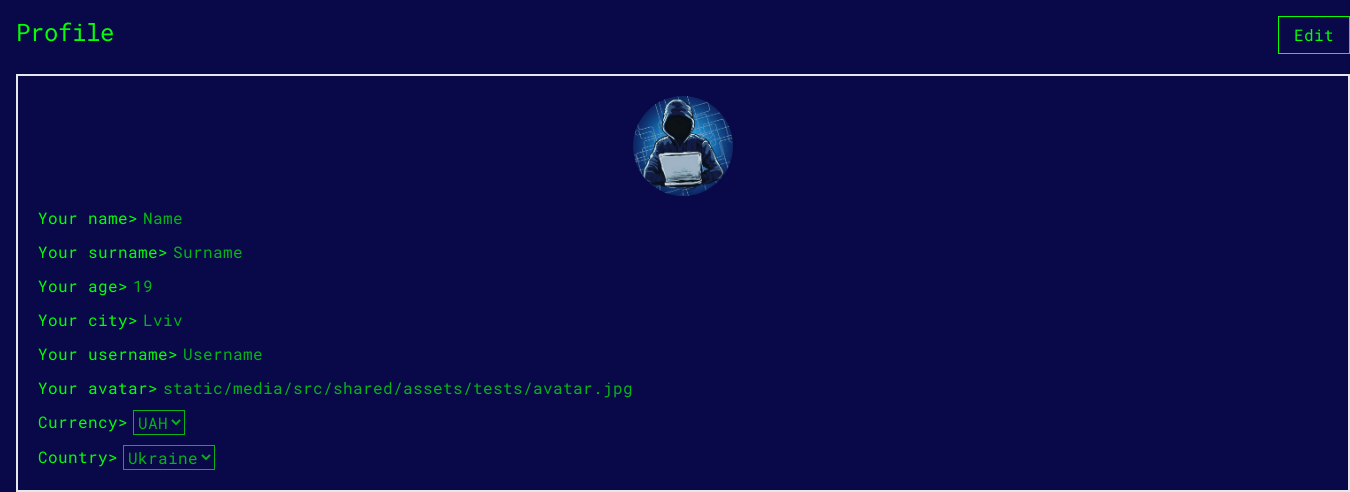 Profile
Edit
Your name> Name
Your surname> Surname
Your age> 19
Your city> Lviv
Your username> Username
Your avatar> static/media/src/shared/assets/tests/avatar.jpg
Currency> UAH
Country> Ukraine